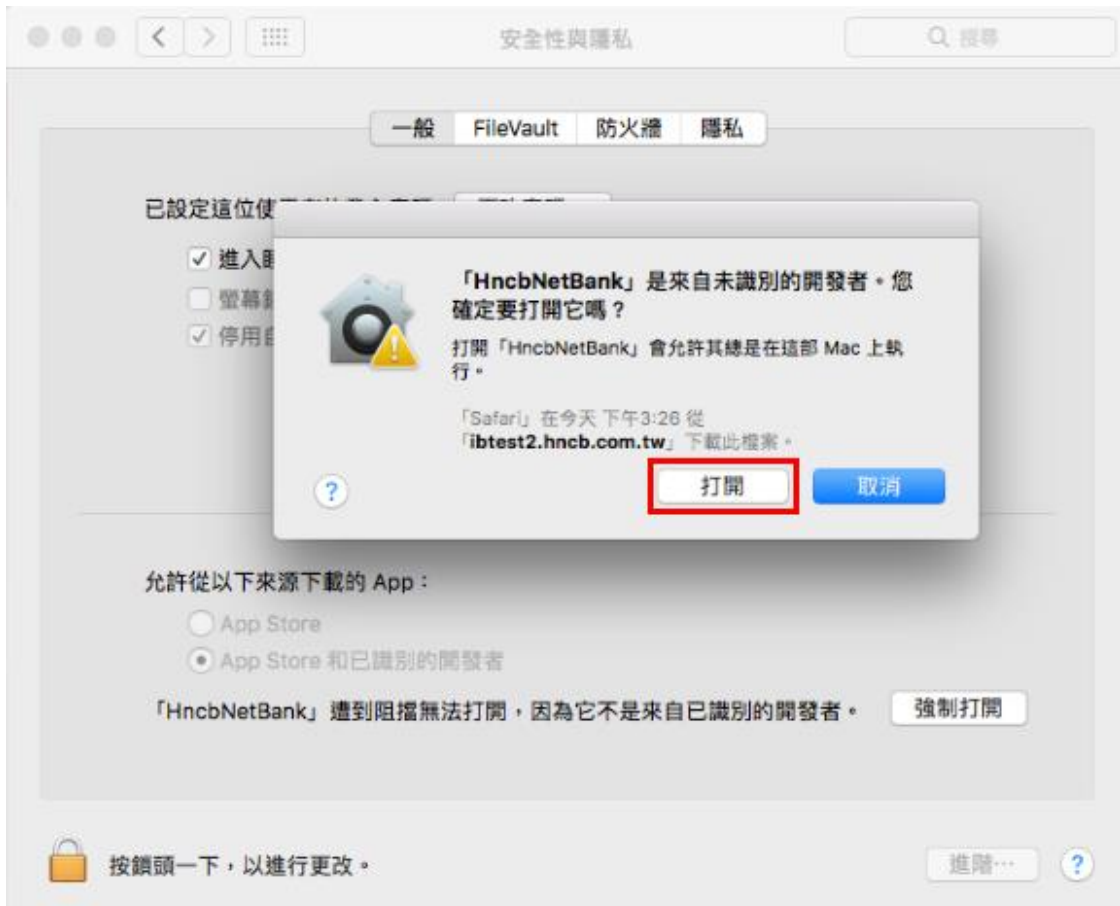 安全性與隱私
搜尋
一般 FileVault 防火牆 隱私
已設定這位使
進入
螢幕
停用
「HncbNetBank」是來自未識別的開發者。您
確定要打開它嗎？
打開「HncbNetBank」會允許其總是在這部 Mac 上執
行。
「Safari」在今天 下午3:26 從
「ibtest2.hncb.com.tw」下載此檔案。
? 打開 取消
允許從以下來源下載的 App：
App Store
App Store 和已識別的開發者
「HncbNetBank」遭到阻擋無法打開，因為它不是來自已識別的開發者。 強制打開
按鎖頭一下，以進行更改。 進階⋯ ?